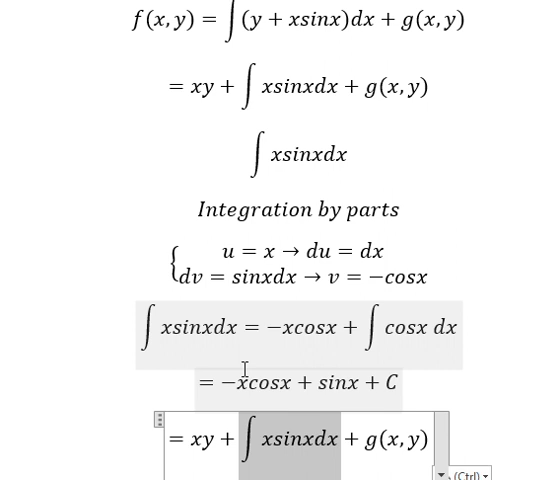 f(x, y) = ∫(y + xsinx)dx + g(x, y)
= xy + ∫ xsinxdx + g(x, y)
∫ xsinxdx
Integration by parts
{ u = x → du = dx
dv = sinxdx → v = −cosx
∫ xsinxdx = −xcosx + ∫ cosx dx
= −xcosx + sinx + C
= xy + ∫ xsinxdx + g(x, y)
(Ctrl)